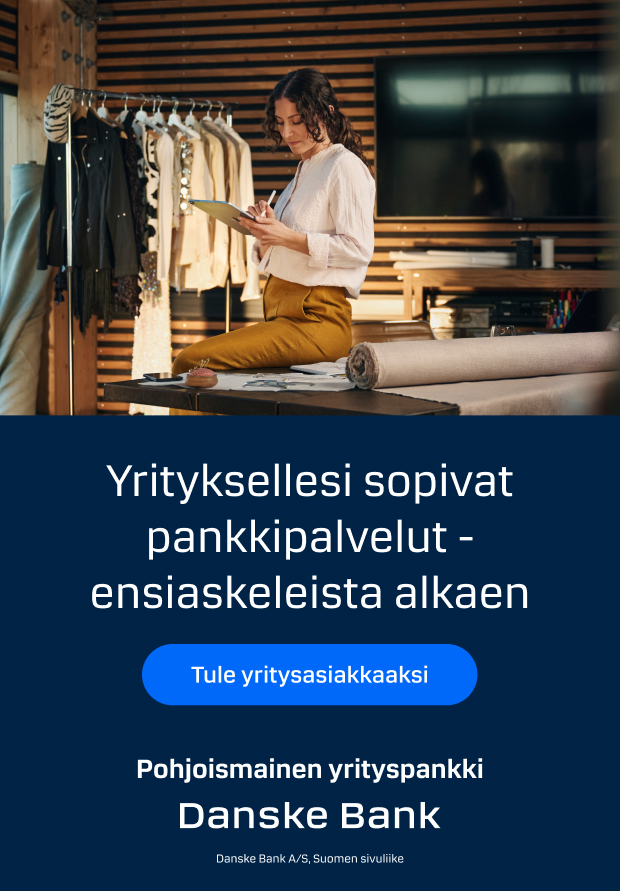 Yrityksellesi sopivat
pankkipalvelut -
ensiaskeleista alkaen
Tule yritysasiakkaaksi
Pohjoismainen yrityspankki
Danske Bank
Danske Bank A/S, Suomen sivuliike